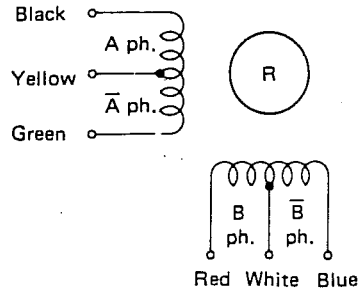 Black
A ph.
Yellow
R
A̅ ph.
Green
B B̅
ph. ph.
Red White Blue